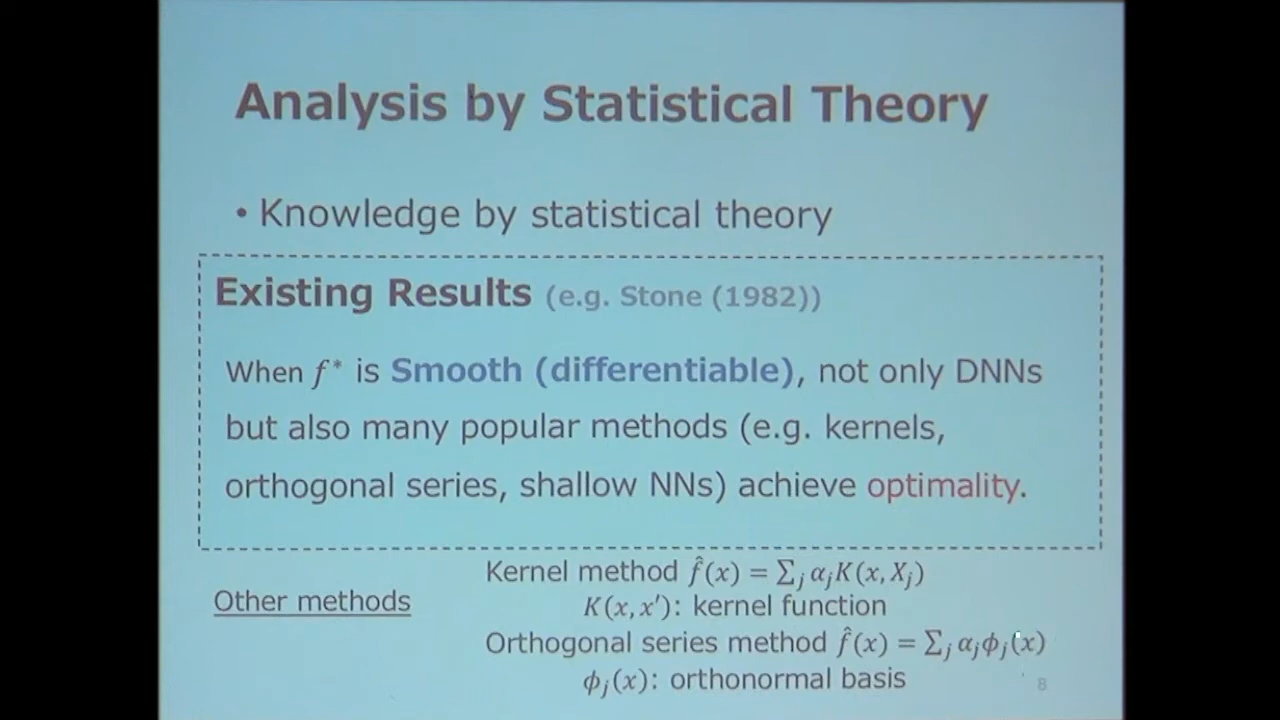 Analysis by Statistical Theory
• Knowledge by statistical theory
Existing Results (e.g. Stone (1982))
When f* is Smooth (differentiable), not only DNNs
but also many popular methods (e.g. kernels,
orthogonal series, shallow NNs) achieve optimality.
Other methods
Kernel method f̂(x) = ∑ⱼ αⱼK(x, Xⱼ)
K(x, x′): kernel function
Orthogonal series method f̂(x) = ∑ⱼ αⱼϕⱼ(x)
ϕⱼ(x): orthonormal basis
8